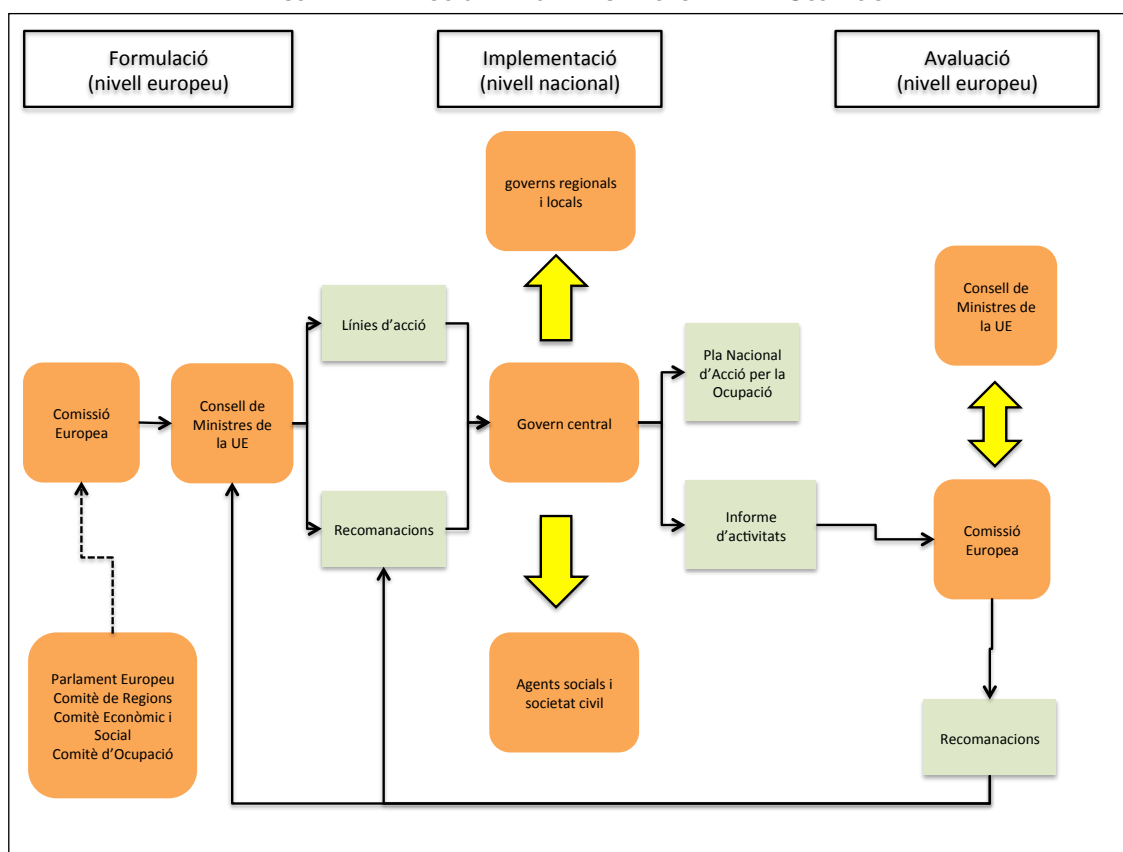 Formulació
(nivell europeu)
Implementació
(nivell nacional)
Avaluació
(nivell europeu)
governs regionals
i locals
Consell de
Ministres de
la UE
Línies d'acció
Pla Nacional
d'Acció per la
Ocupació
Comissió
Europea
Consell de
Ministres de
la UE
Govern central
Recomanacions
Informe
d'activitats
Comissió
Europea
Parlament Europeu
Comitè de Regions
Comitè Econòmic i
Social
Comitè d'Ocupació
Agents socials i
societat civil
Recomanacions